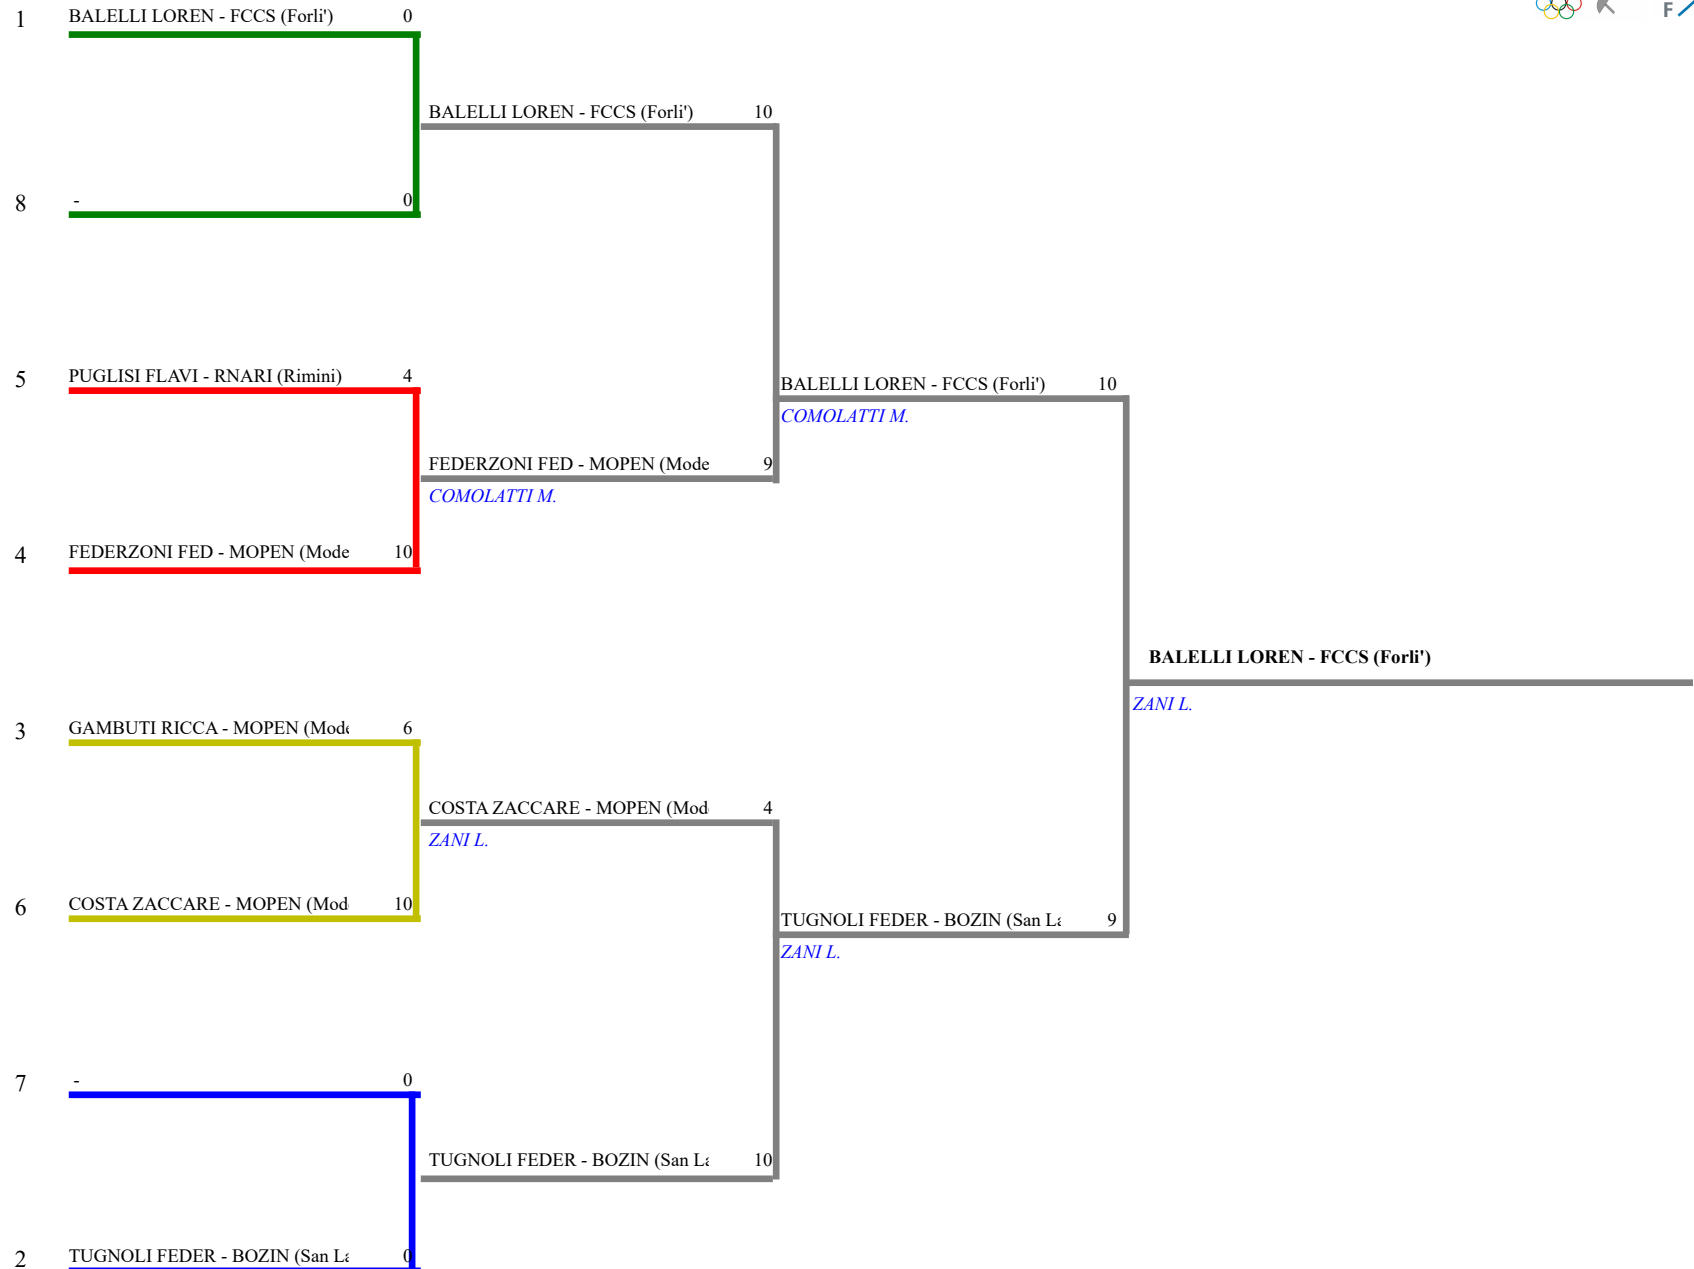 1 BALELLI LOREN - FCCS (Forli') 0
F
BALELLI LOREN - FCCS (Forli') 10
8 - 0
5 PUGLISI FLAVI - RNARI (Rimini) 4
BALELLI LOREN - FCCS (Forli') 10
COMOLATTI M.
FEDERZONI FED - MOPEN (Mode 9
COMOLATTI M.
4 FEDERZONI FED - MOPEN (Mode 10
BALELLI LOREN - FCCS (Forli')
ZANI L.
3 GAMBUTI RICCA - MOPEN (Mode 6
COSTA ZACCARE - MOPEN (Mod 4
ZANI L.
6 COSTA ZACCARE - MOPEN (Mod 10
TUGNOLI FEDER - BOZIN (San La 9
ZANI L.
7 - 0
TUGNOLI FEDER - BOZIN (San La 10
2 TUGNOLI FEDER - BOZIN (San La 0